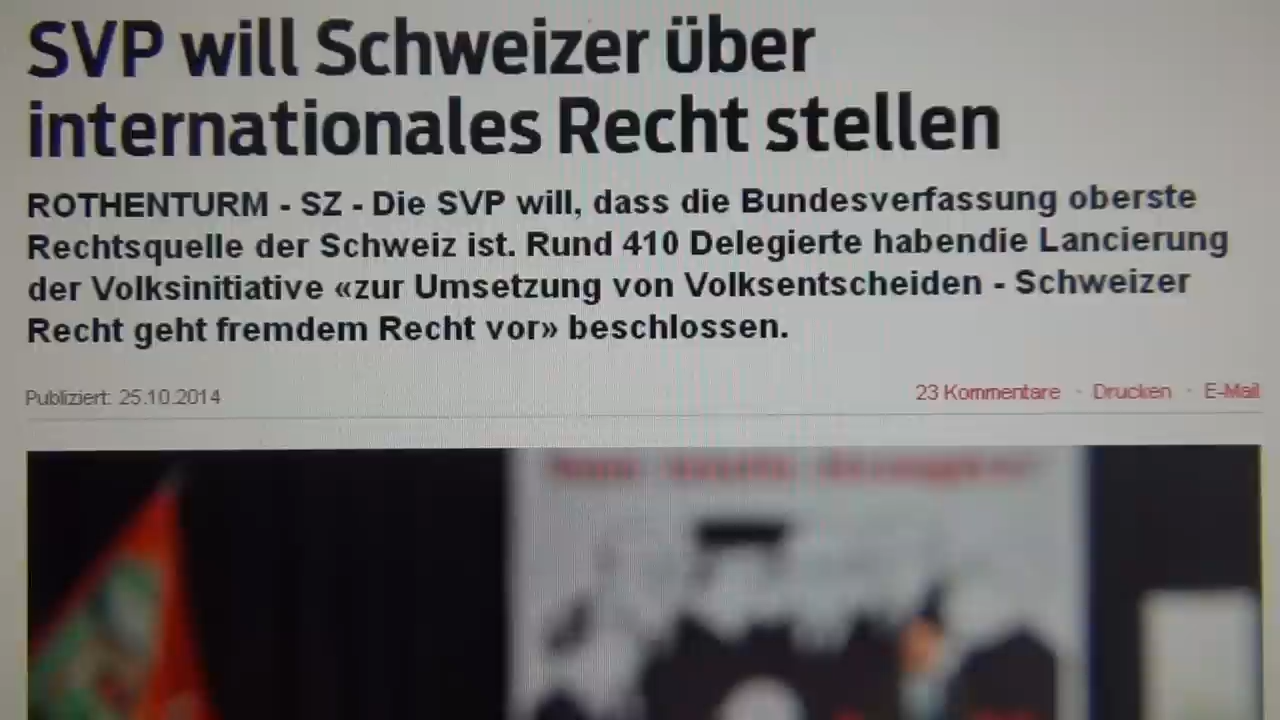 SVP will Schweizer über
internationales Recht stellen
ROTHENTURM - SZ - Die SVP will, dass die Bundesverfassung oberste
Rechtsquelle der Schweiz ist. Rund 410 Delegierte habendie Lancierung
der Volksinitiative «zur Umsetzung von Volksentscheiden - Schweizer
Recht geht fremdem Recht vor» beschlossen.
Publiziert: 25.10.2014
23 Kommentare · Drucken · E-Mail